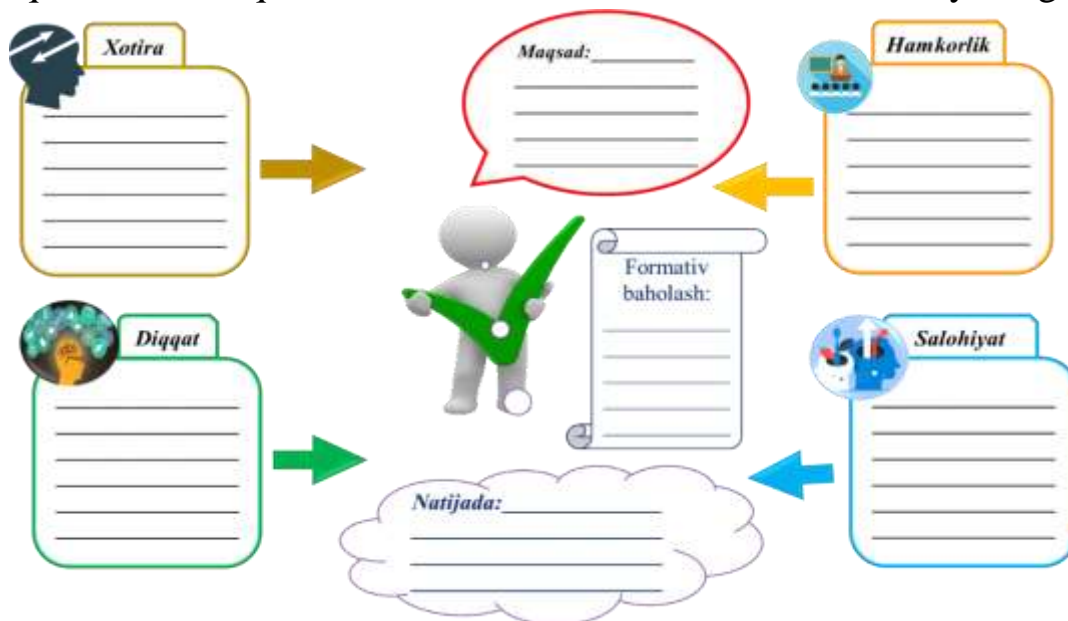 Xotira
Maqsad:
Hamkorlik
Formativ
baholash:
Diqqat
Salohiyat
Natijada: